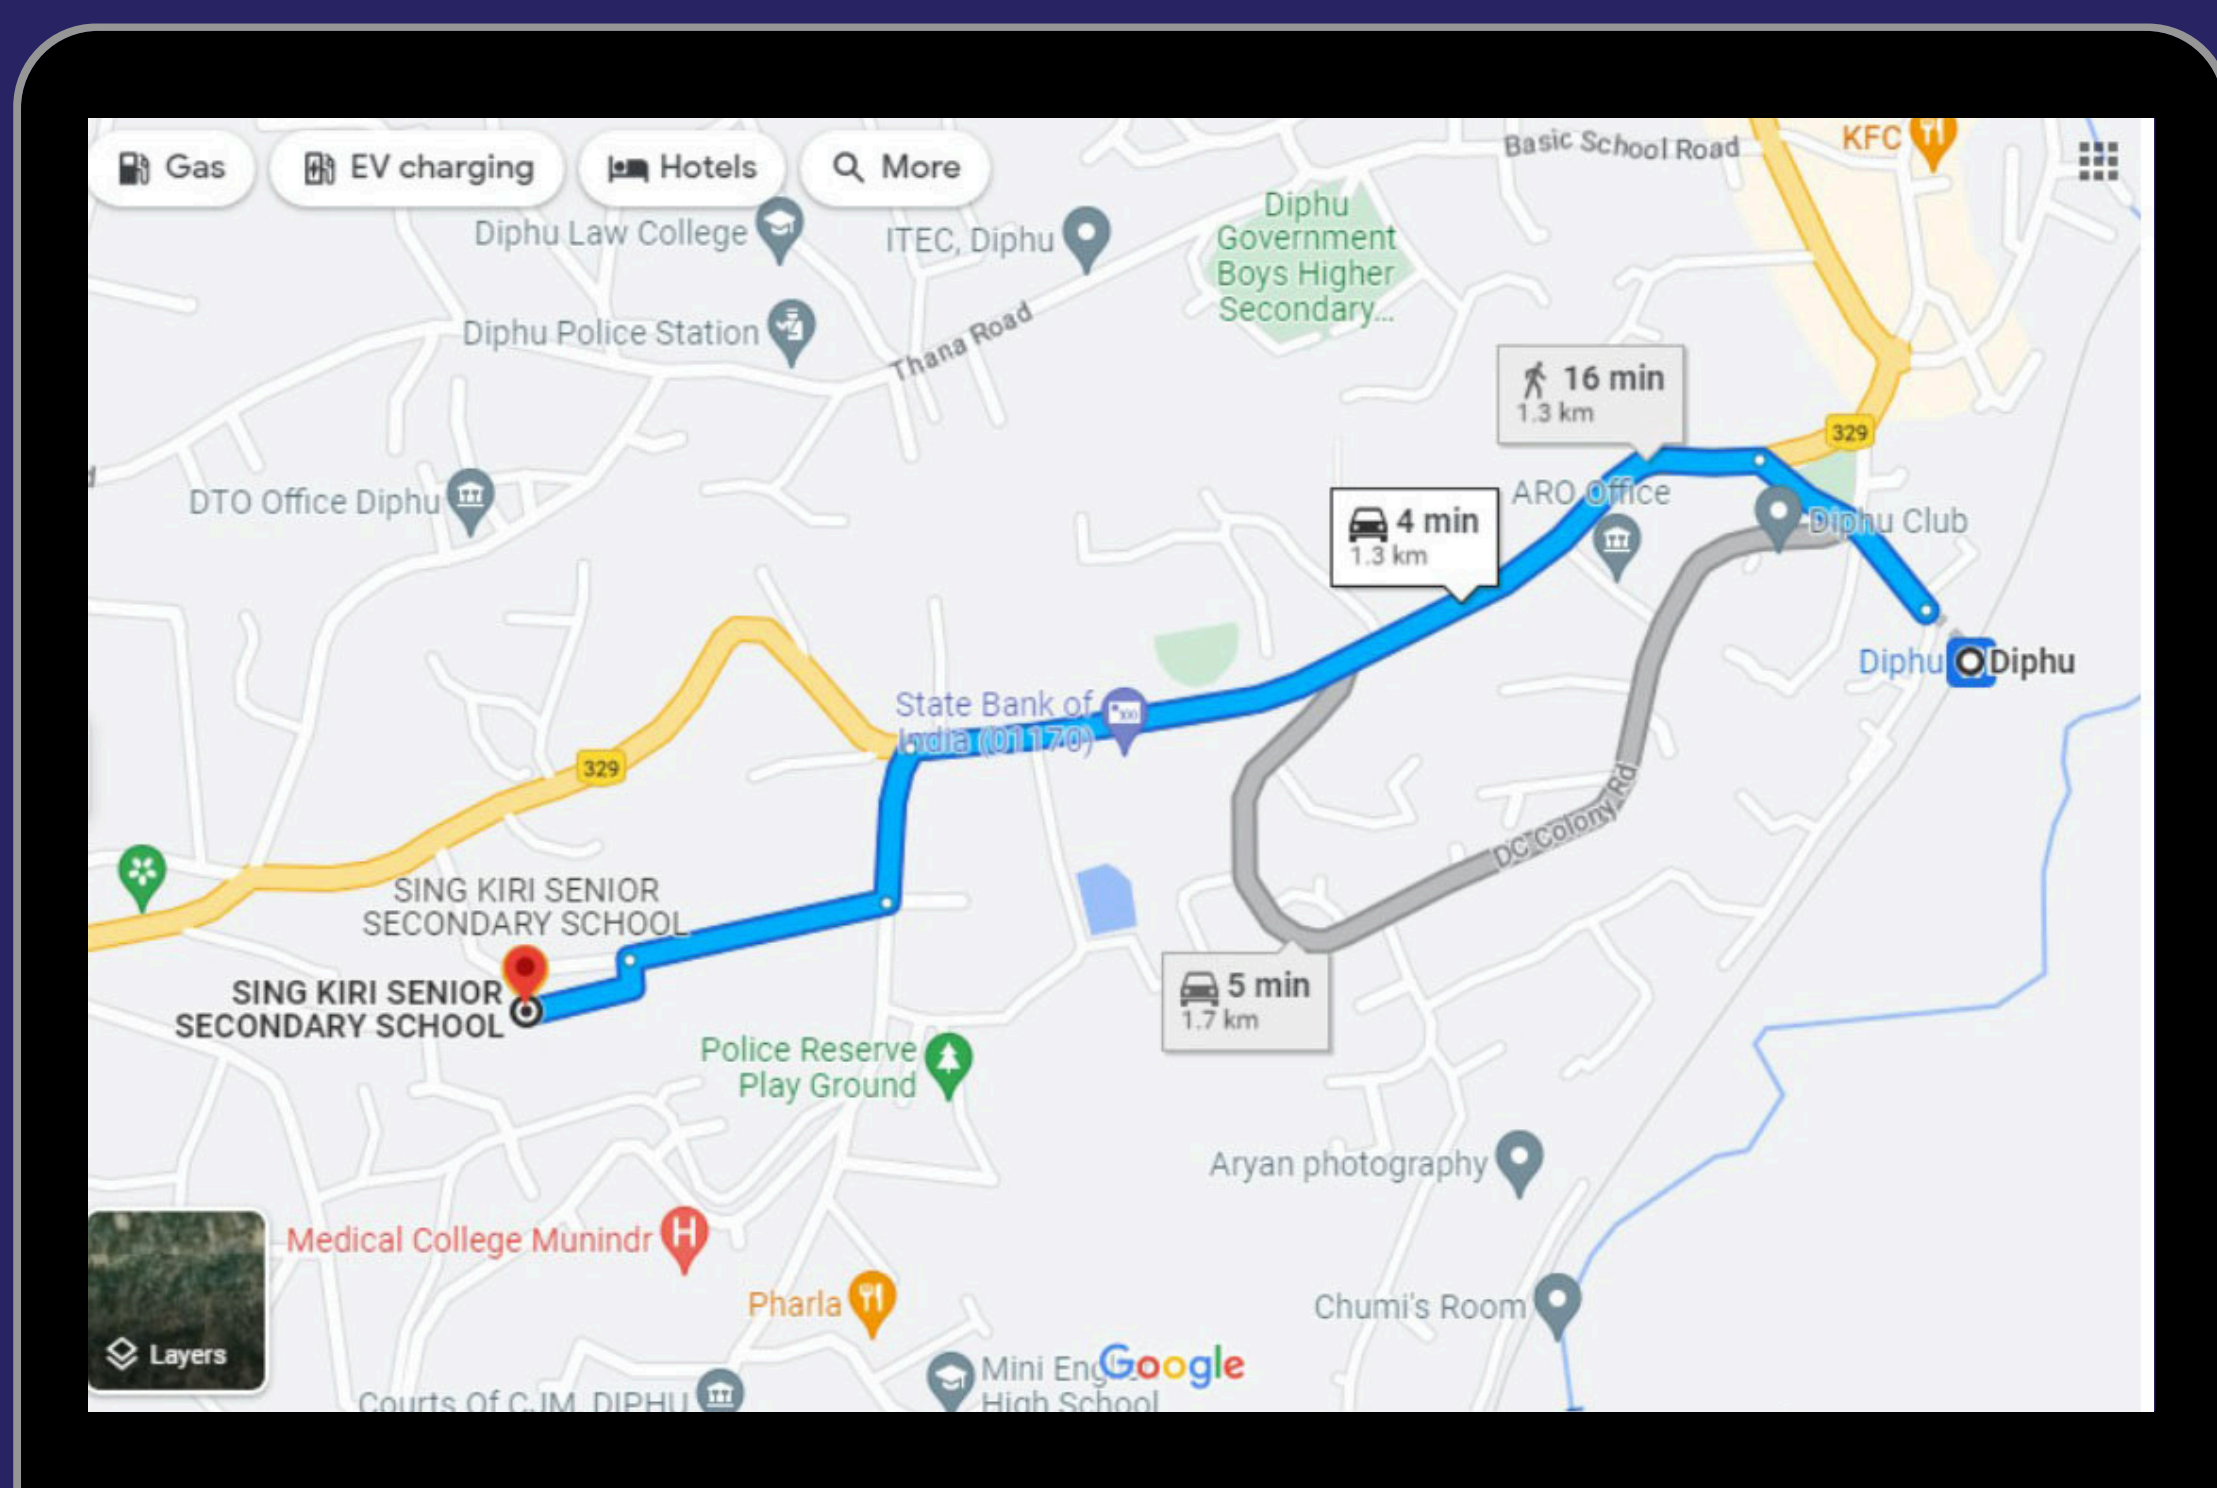 Gas
EV charging
Hotels
More
Basic School Road
KFC
Diphu Law College
ITEC, Diphu
Diphu
Government
Boys Higher
Secondary...
Diphu Police Station
Thana Road
16 min
1.3 km
329
DTO Office Diphu
ARO Office
4 min
1.3 km
Diphu Club
Diphu
Diphu
State Bank of
India (01170)
329
DC Colony Rd
SING KIRI SENIOR
SECONDARY SCHOOL
SING KIRI SENIOR
SECONDARY SCHOOL
5 min
1.7 km
Police Reserve
Play Ground
Aryan photography
Medical College Munindr
Pharla
Chumi's Room
Layers
Mini Eng
High School
Google
Courts Of CJM, DIPHU